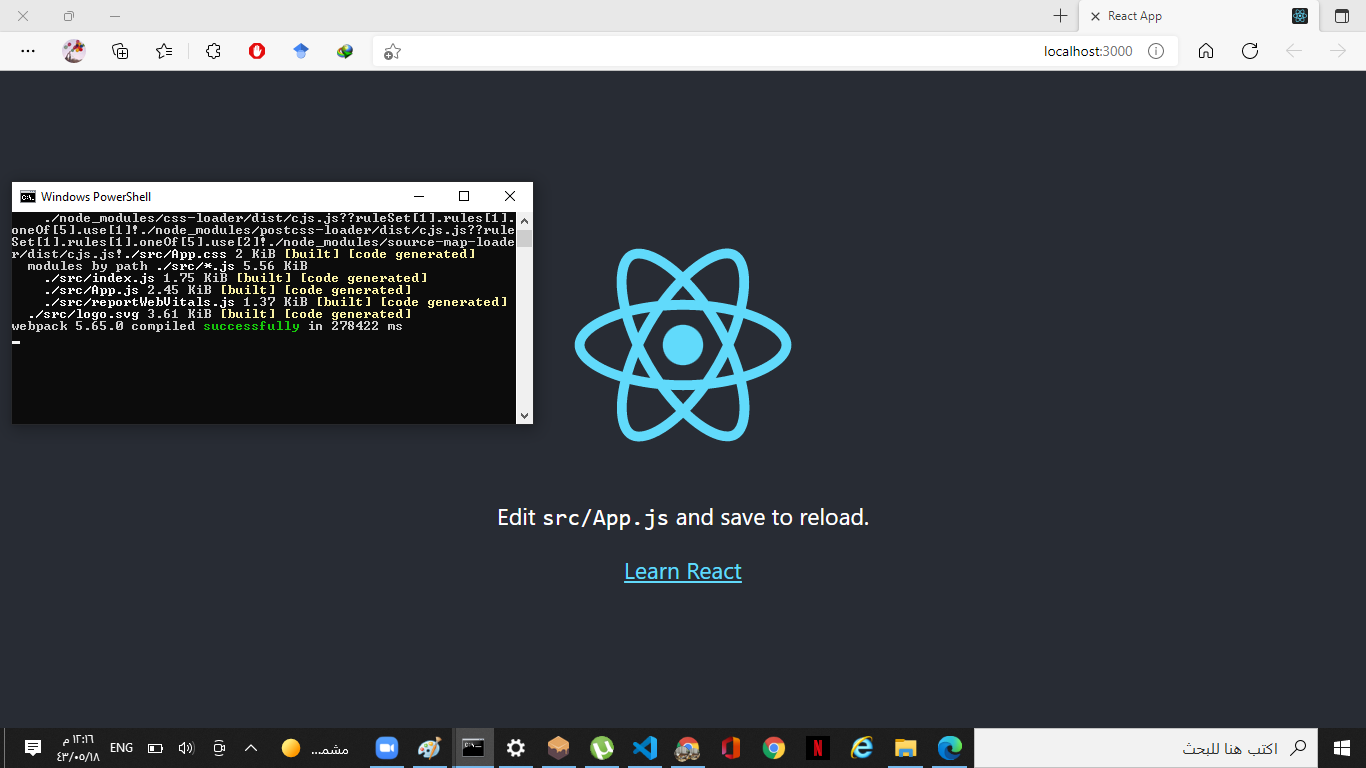 React App
localhost:3000
Windows PowerShell
./node_modules/css-loader/dist/cjs.js??ruleSet[1].rules[1].
oneOf[5].use[1]!./node_modules/postcss-loader/dist/cjs.js??rule
Set[1].rules[1].oneOf[5].use[2]!./node_modules/source-map-loade
r/dist/cjs.js!./src/App.css 2 KiB [built] [code generated]
modules by path ./src/*.js 5.56 KiB
./src/index.js 1.75 KiB [built] [code generated]
./src/App.js 2.45 KiB [built] [code generated]
./src/reportWebVitals.js 1.37 KiB [built] [code generated]
./src/logo.svg 3.61 KiB [built] [code generated]
webpack 5.65.0 compiled successfully in 278422 ms
Edit src/App.js and save to reload.
Learn React
اكتب هنا للبحث
مشمـ...
ENG
١٢:١٦ م
٤٣/٠٥/١٨